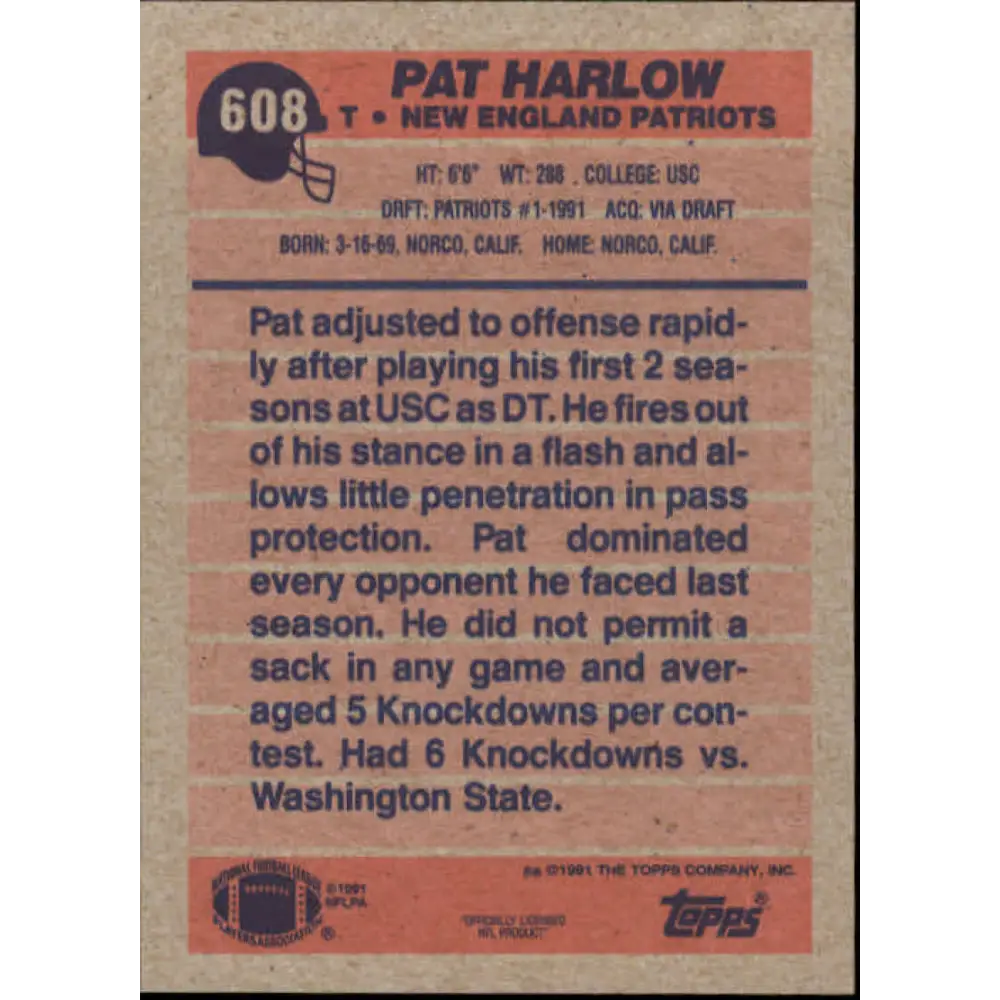 608
PAT HARLOW
T • NEW ENGLAND PATRIOTS
HT: 6'6" WT: 288 COLLEGE: USC
DRFT: PATRIOTS #1-1991 ACQ: VIA DRAFT
BORN: 3-16-69, NORCO, CALIF. HOME: NORCO, CALIF.
Pat adjusted to offense rapid-
ly after playing his first 2 sea-
sons at USC as DT. He fires out
of his stance in a flash and al-
lows little penetration in pass
protection. Pat dominated
every opponent he faced last
season. He did not permit a
sack in any game and aver-
aged 5 Knockdowns per con-
test. Had 6 Knockdowns vs.
Washington State.
NATIONAL FOOTBALL LEAGUE
PLAYERS ASSOCIATION ®
©1991
NFLPA
©1991 THE TOPPS COMPANY, INC.
"OFFICIALLY LICENSED
NFL PRODUCT"
TOPPS®